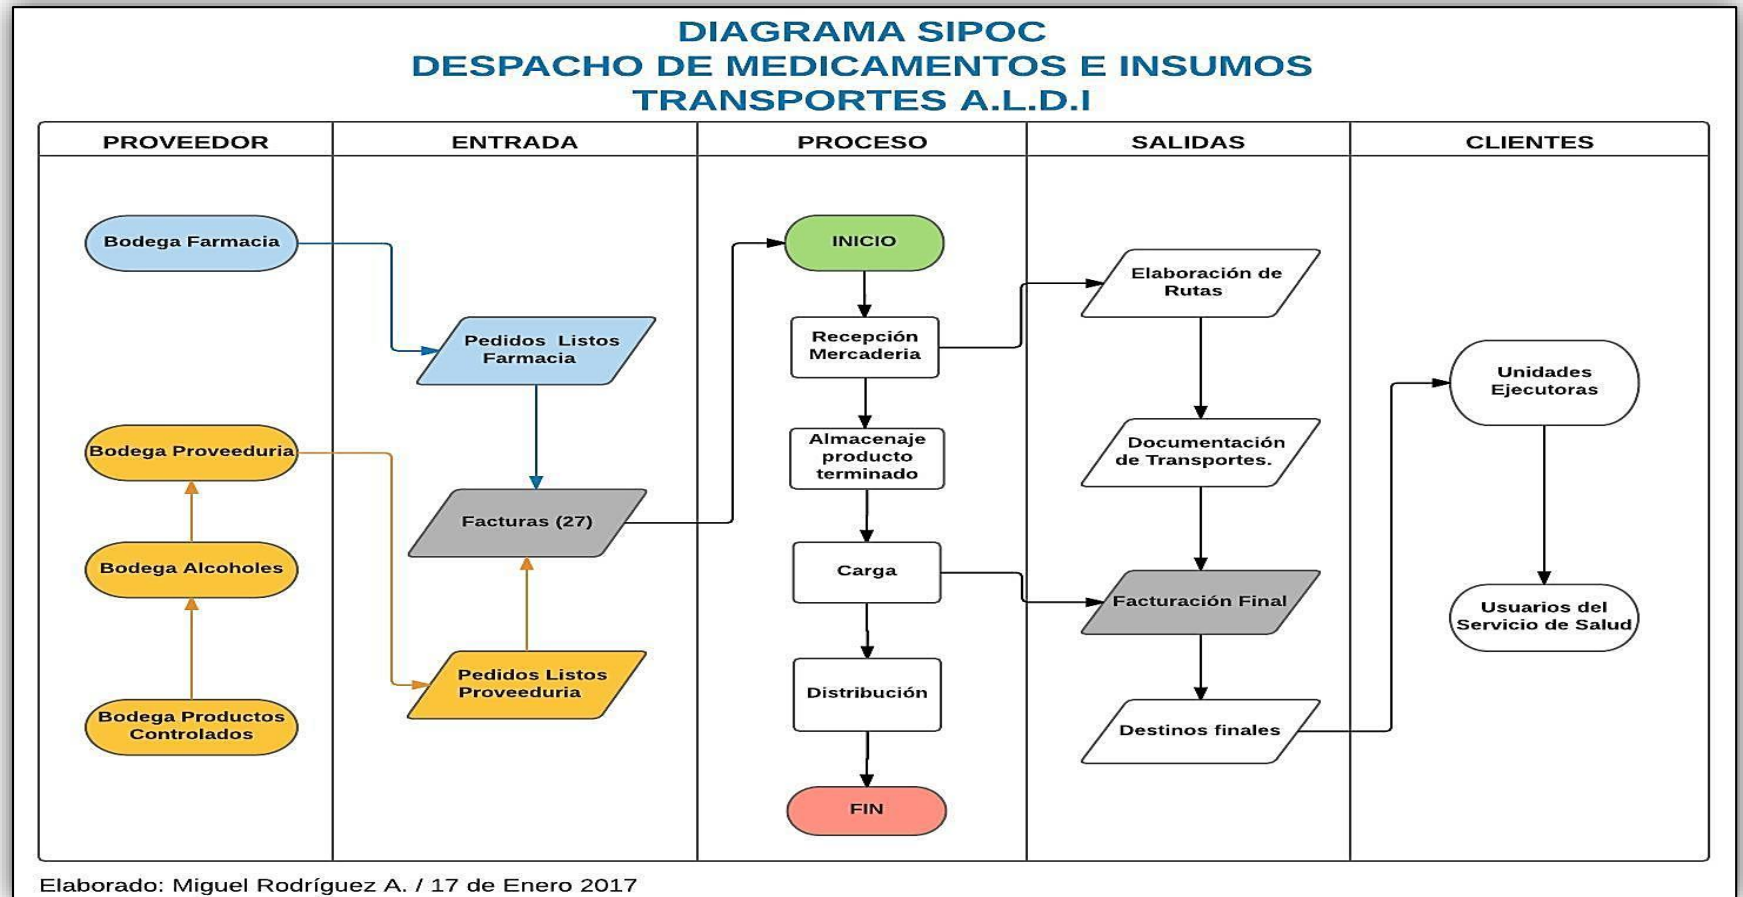 DIAGRAMA SIPOC
DESPACHO DE MEDICAMENTOS E INSUMOS
TRANSPORTES A.L.D.I
PROVEEDOR
ENTRADA
PROCESO
SALIDAS
CLIENTES
Bodega Farmacia
Bodega Proveeduria
Bodega Alcoholes
Bodega Productos
Controlados
Pedidos Listos
Farmacia
Facturas (27)
Pedidos Listos
Proveeduria
INICIO
Recepción
Mercaderia
Almacenaje
producto
terminado
Carga
Distribución
FIN
Elaboración de
Rutas
Documentación
de Transportes.
Facturación Final
Destinos finales
Unidades
Ejecutoras
Usuarios del
Servicio de Salud
Elaborado: Miguel Rodríguez A. / 17 de Enero 2017